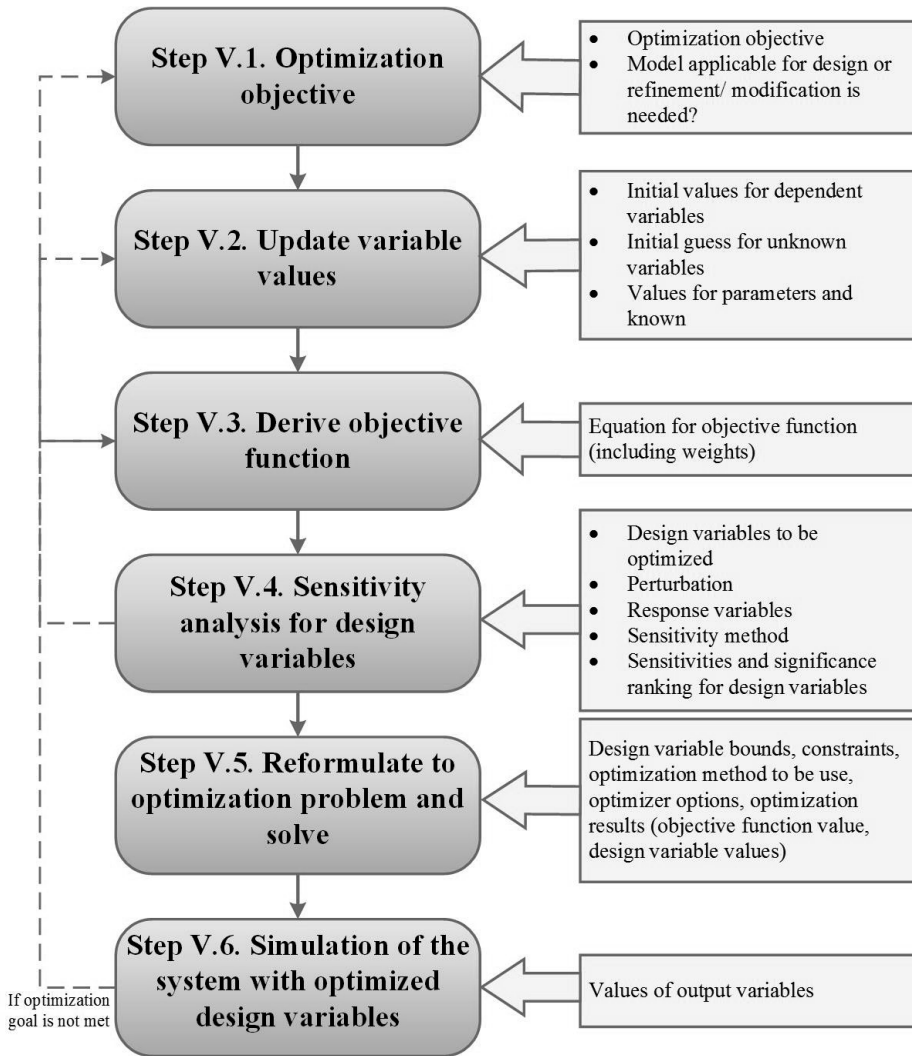 Step V.1. Optimization
objective
• Optimization objective
• Model applicable for design or
refinement/ modification is
needed?
Step V.2. Update variable
values
• Initial values for dependent
variables
• Initial guess for unknown
variables
• Values for parameters and
known
Step V.3. Derive objective
function
Equation for objective function
(including weights)
Step V.4. Sensitivity
analysis for design
variables
• Design variables to be
optimized
• Perturbation
• Response variables
• Sensitivity method
• Sensitivities and significance
ranking for design variables
Step V.5. Reformulate to
optimization problem and
solve
Design variable bounds, constraints,
optimization method to be use,
optimizer options, optimization
results (objective function value,
design variable values)
Step V.6. Simulation of the
system with optimized
design variables
Values of output variables
If optimization
goal is not met